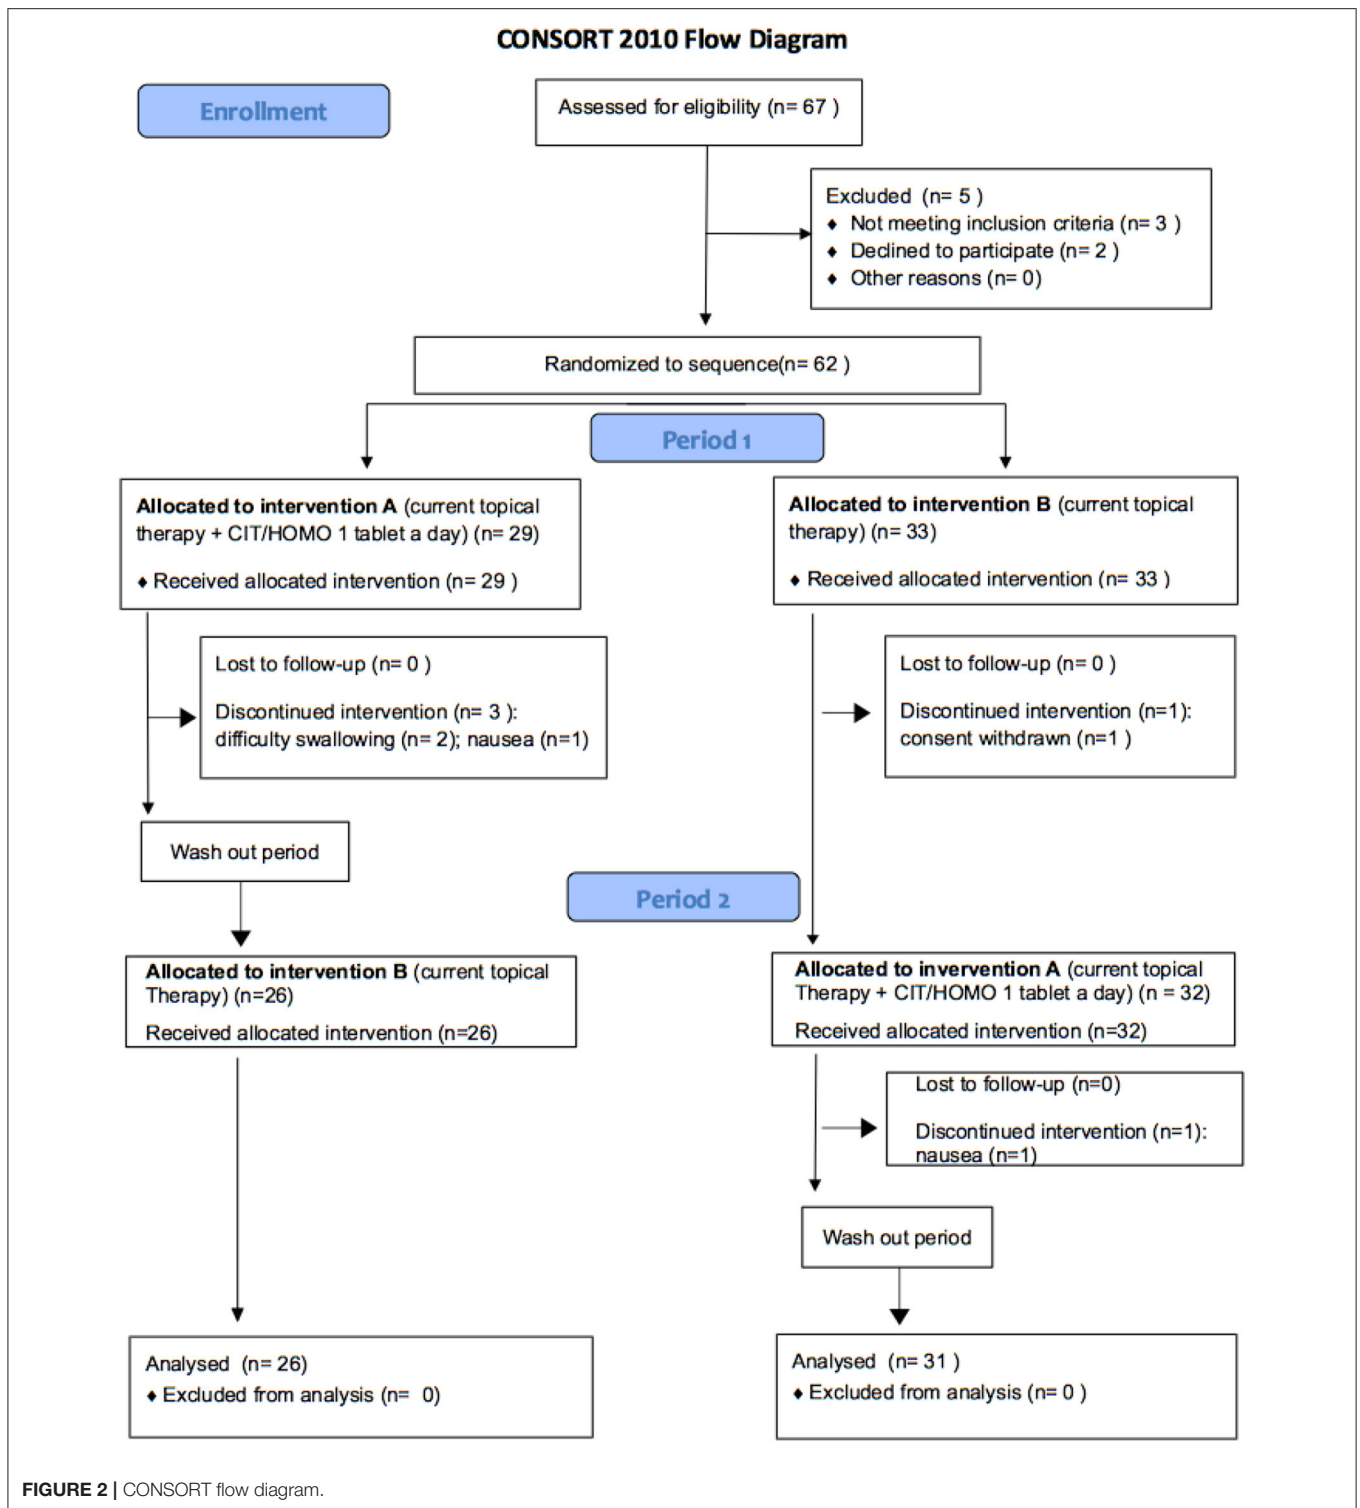 CONSORT 2010 Flow Diagram
Enrollment
Assessed for eligibility (n= 67 )
Excluded (n= 5 )
♦ Not meeting inclusion criteria (n= 3 )
♦ Declined to participate (n= 2 )
♦ Other reasons (n= 0)
Randomized to sequence(n= 62 )
Period 1
Allocated to intervention A (current topical
therapy + CIT/HOMO 1 tablet a day) (n= 29)
♦ Received allocated intervention (n= 29 )
Allocated to intervention B (current topical
therapy) (n= 33)
♦ Received allocated intervention (n= 33 )
Lost to follow-up (n= 0 )
Discontinued intervention (n= 3 ):
difficulty swallowing (n= 2); nausea (n=1)
Lost to follow-up (n= 0 )
Discontinued intervention (n=1):
consent withdrawn (n=1 )
Wash out period
Period 2
Allocated to intervention B (current topical
Therapy) (n=26)
Received allocated intervention (n=26)
Allocated to invervention A (current topical
Therapy + CIT/HOMO 1 tablet a day) (n = 32)
Received allocated intervention (n=32)
Lost to follow-up (n=0)
Discontinued intervention (n=1):
nausea (n=1)
Wash out period
Analysed (n= 26)
♦ Excluded from analysis (n= 0)
Analysed (n= 31 )
♦ Excluded from analysis (n= 0 )
FIGURE 2 | CONSORT flow diagram.